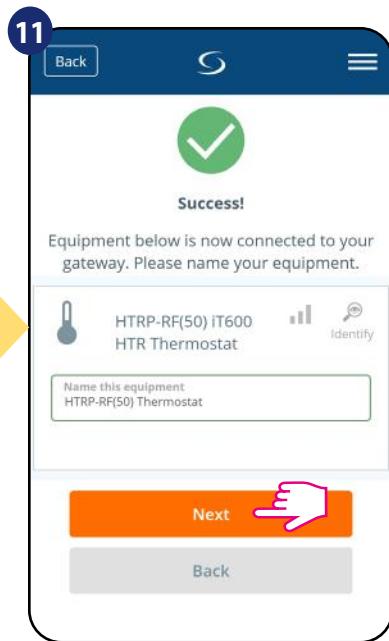 11
Back
Success!
Equipment below is now connected to your
gateway. Please name your equipment.
HTRP-RF(50) iT600
HTR Thermostat
Identify
Name this equipment
HTRP-RF(50) Thermostat
Next
Back